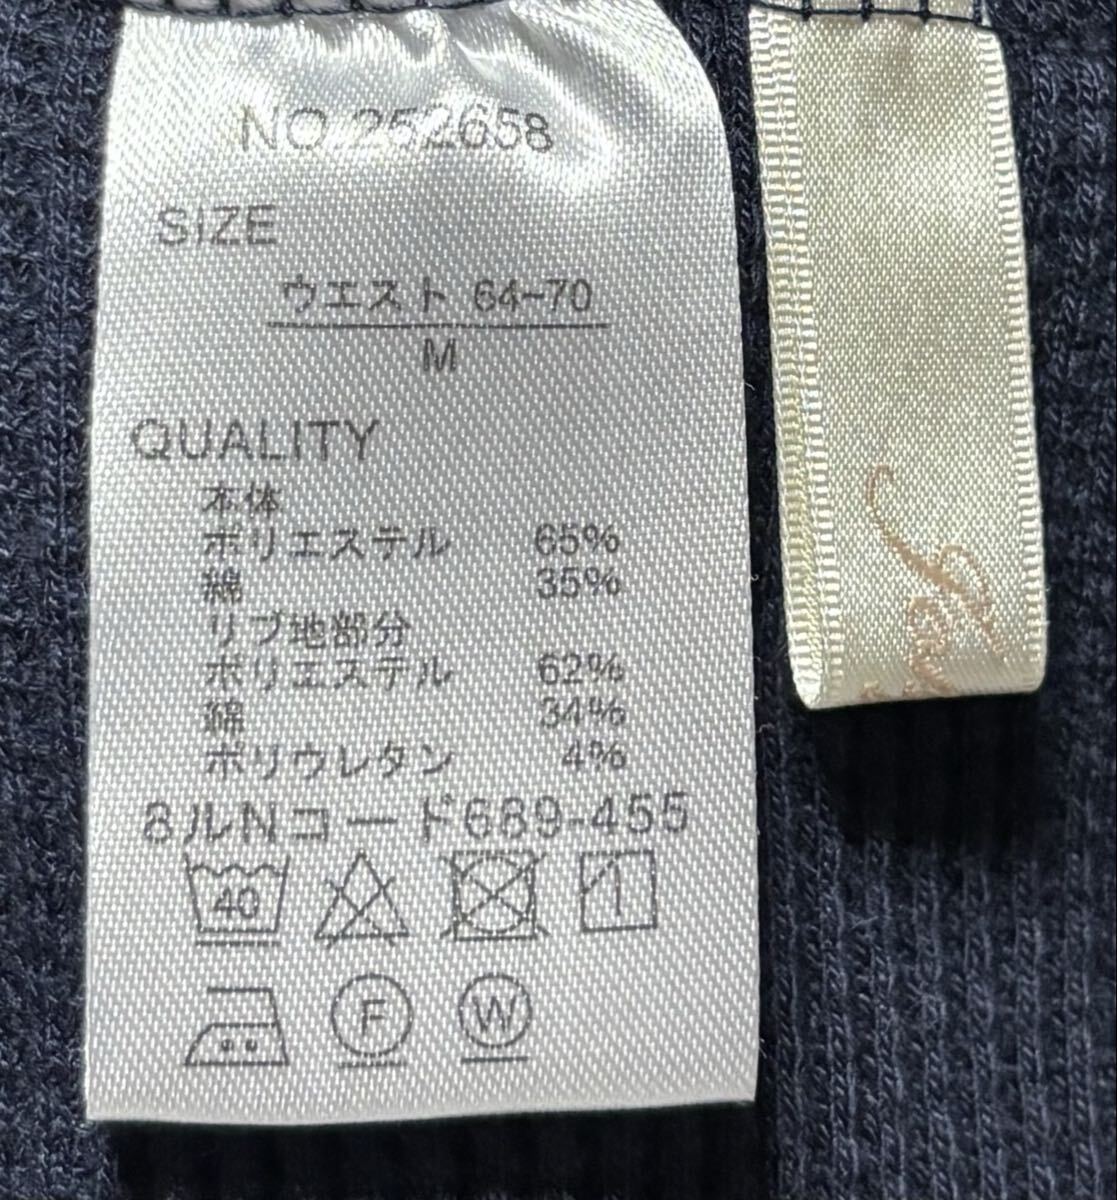 NO.252658
SIZE
ウエスト 64-70
M
QUALITY
本体
ポリエステル 65%
綿 35%
リブ地部分
ポリエステル 62%
綿 34%
ポリウレタン 4%
8ルNコード689-455
40
F
W